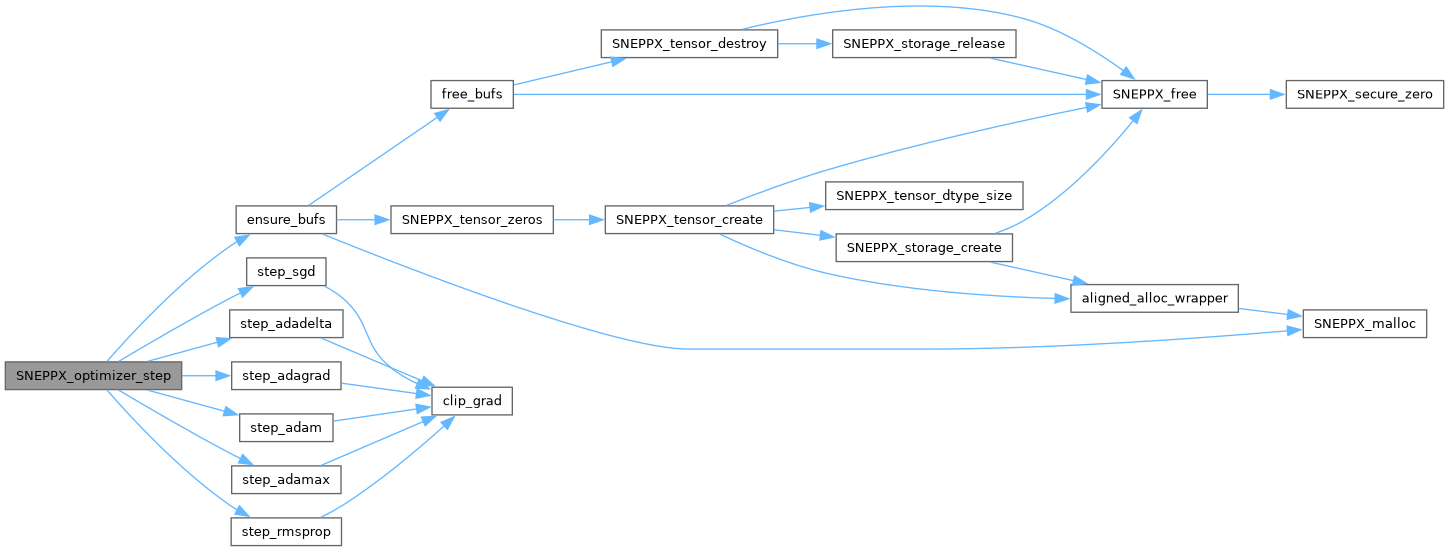 SNEPPX_tensor_destroy
SNEPPX_storage_release
free_bufs
SNEPPX_free
SNEPPX_secure_zero
ensure_bufs
SNEPPX_tensor_zeros
SNEPPX_tensor_create
SNEPPX_tensor_dtype_size
SNEPPX_storage_create
step_sgd
aligned_alloc_wrapper
step_adadelta
SNEPPX_malloc
SNEPPX_optimizer_step
step_adagrad
clip_grad
step_adam
step_adamax
step_rmsprop